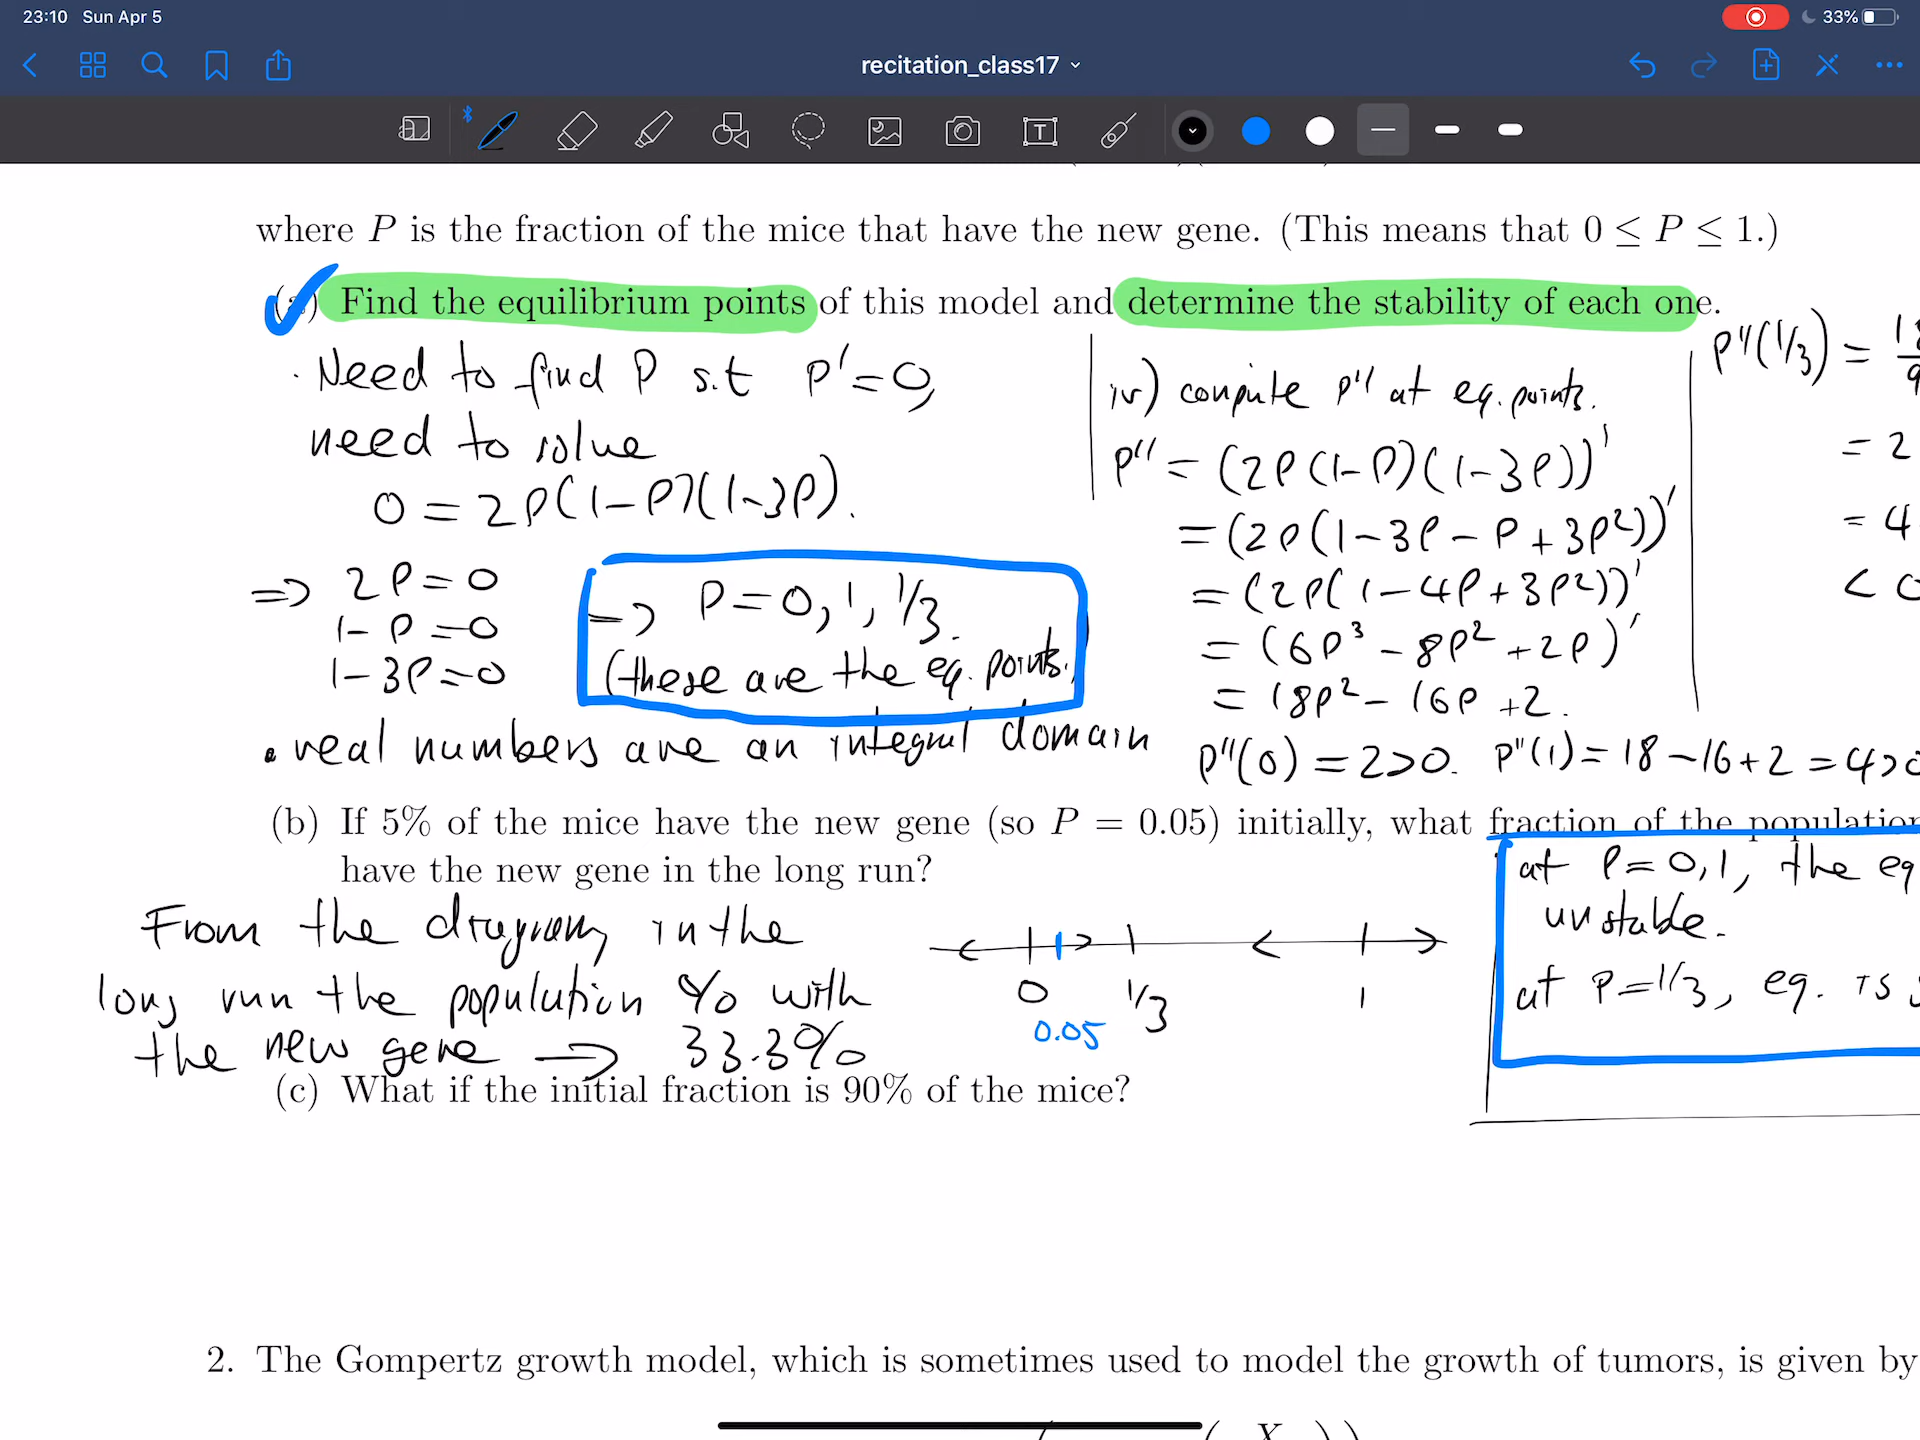 23:10 Sun Apr 5
33%
recitation_class17
where P is the fraction of the mice that have the new gene. (This means that 0 ≤ P ≤ 1.)
(a) Find the equilibrium points of this model and determine the stability of each one.
· Need to find P s.t P' = 0,
need to solve
0 = 2P(1-P)(1-3P).
=> 2P = 0
1 - P = 0
1 - 3P = 0
=> P = 0, 1, 1/3.
(these are the eq. points.)
• real numbers are an integral domain
iv) compute P'' at eq. points.
P'' = (2P(1-P)(1-3P))'
= (2P(1-3P-P+3P²))'
= (2P(1-4P+3P²))'
= (6P³ - 8P² + 2P)'
= 18P² - 16P + 2.
P''(0) = 2>0. P''(1) = 18 - 16 + 2 = 4>0
P''(1/3) = 18/9
= 2
= 4
< 0
(b) If 5% of the mice have the new gene (so P = 0.05) initially, what fraction of the population
have the new gene in the long run?
From the diagram, in the
long run the population % with
the new gene → 33.3%
0 1/3 1
0.05
at P = 0,1, the eq
unstable.
at P = 1/3, eq. is
(c) What if the initial fraction is 90% of the mice?
2. The Gompertz growth model, which is sometimes used to model the growth of tumors, is given by
( ( X ) )